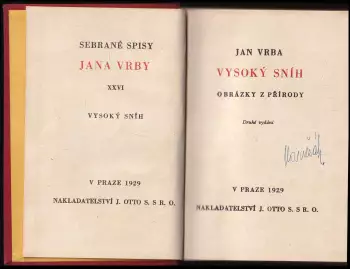 SEBRANÉ SPISY
JANA VRBY
XXVI
VYSOKÝ SNÍH
V PRAZE 1929
NAKLADATELSTVÍ J. OTTO S. S R. O.
JAN VRBA
VYSOKÝ SNÍH
OBRÁZKY Z PŘÍRODY
Druhé vydání
V PRAZE 1929
NAKLADATELSTVÍ J. OTTO S. S R. O.